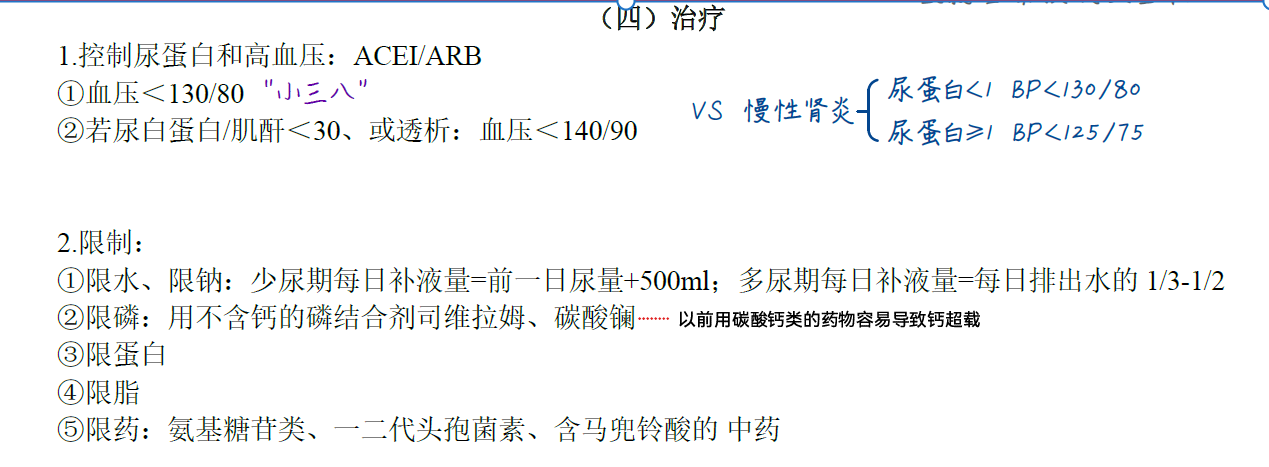 （四）治疗
1.控制尿蛋白和高血压：ACEI/ARB
①血压＜130/80 "小三八"
②若尿白蛋白/肌酐＜30、或透析：血压＜140/90
VS 慢性肾炎
尿蛋白<1 BP<130/80
尿蛋白≥1 BP<125/75
2.限制：
①限水、限钠：少尿期每日补液量=前一日尿量+500ml；多尿期每日补液量=每日排出水的 1/3-1/2
②限磷：用不含钙的磷结合剂司维拉姆、碳酸镧 以前用碳酸钙类的药物容易导致钙超载
③限蛋白
④限脂
⑤限药：氨基糖苷类、一二代头孢菌素、含马兜铃酸的 中药